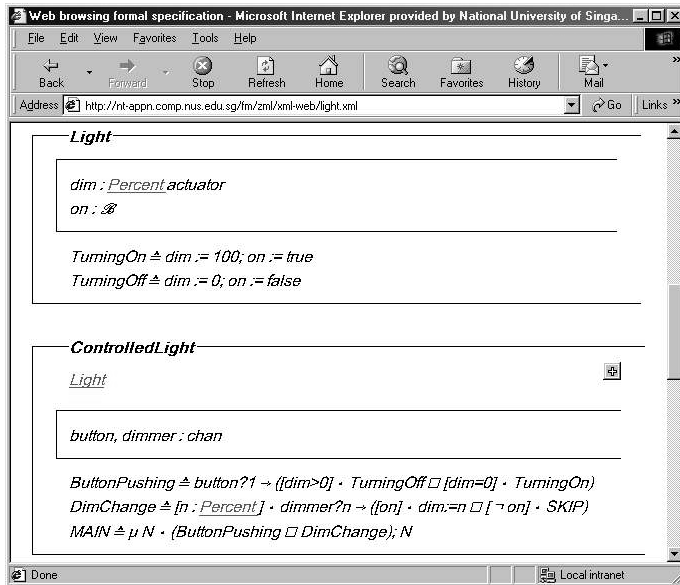 Web browsing formal specification - Microsoft Internet Explorer provided by National University of Singa...
File Edit View Favorites Tools Help
Back Forward Stop Refresh Home Search Favorites History Mail »
Address http://nt-appn.comp.nus.edu.sg/fm/zml/xml-web/light.xml Go Links »
Light
dim : Percent actuator
on : ℬ
TurningOn ≙ dim := 100; on := true
TurningOff ≙ dim := 0; on := false
ControlledLight
Light
button, dimmer : chan
ButtonPushing ≙ button?1 → ([dim>0] • TurningOff □ [dim=0] • TurningOn)
DimChange ≙ [n : Percent] • dimmer?n → ([on] • dim:=n □ [ ¬ on] • SKIP)
MAIN ≙ μ N • (ButtonPushing □ DimChange); N
Done Local intranet